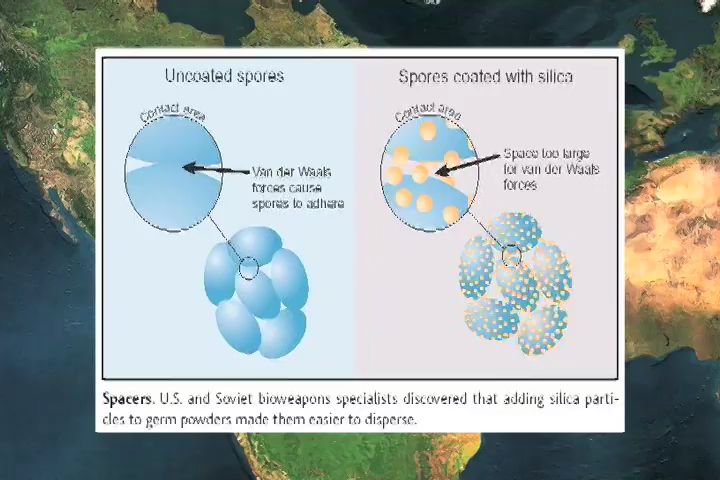 Uncoated spores
Contact area
Van der Waals
forces cause
spores to adhere
Spores coated with silica
Contact area
Space too large
for van der Waals
forces
Spacers. U.S. and Soviet bioweapons specialists discovered that adding silica parti-
cles to germ powders made them easier to disperse.